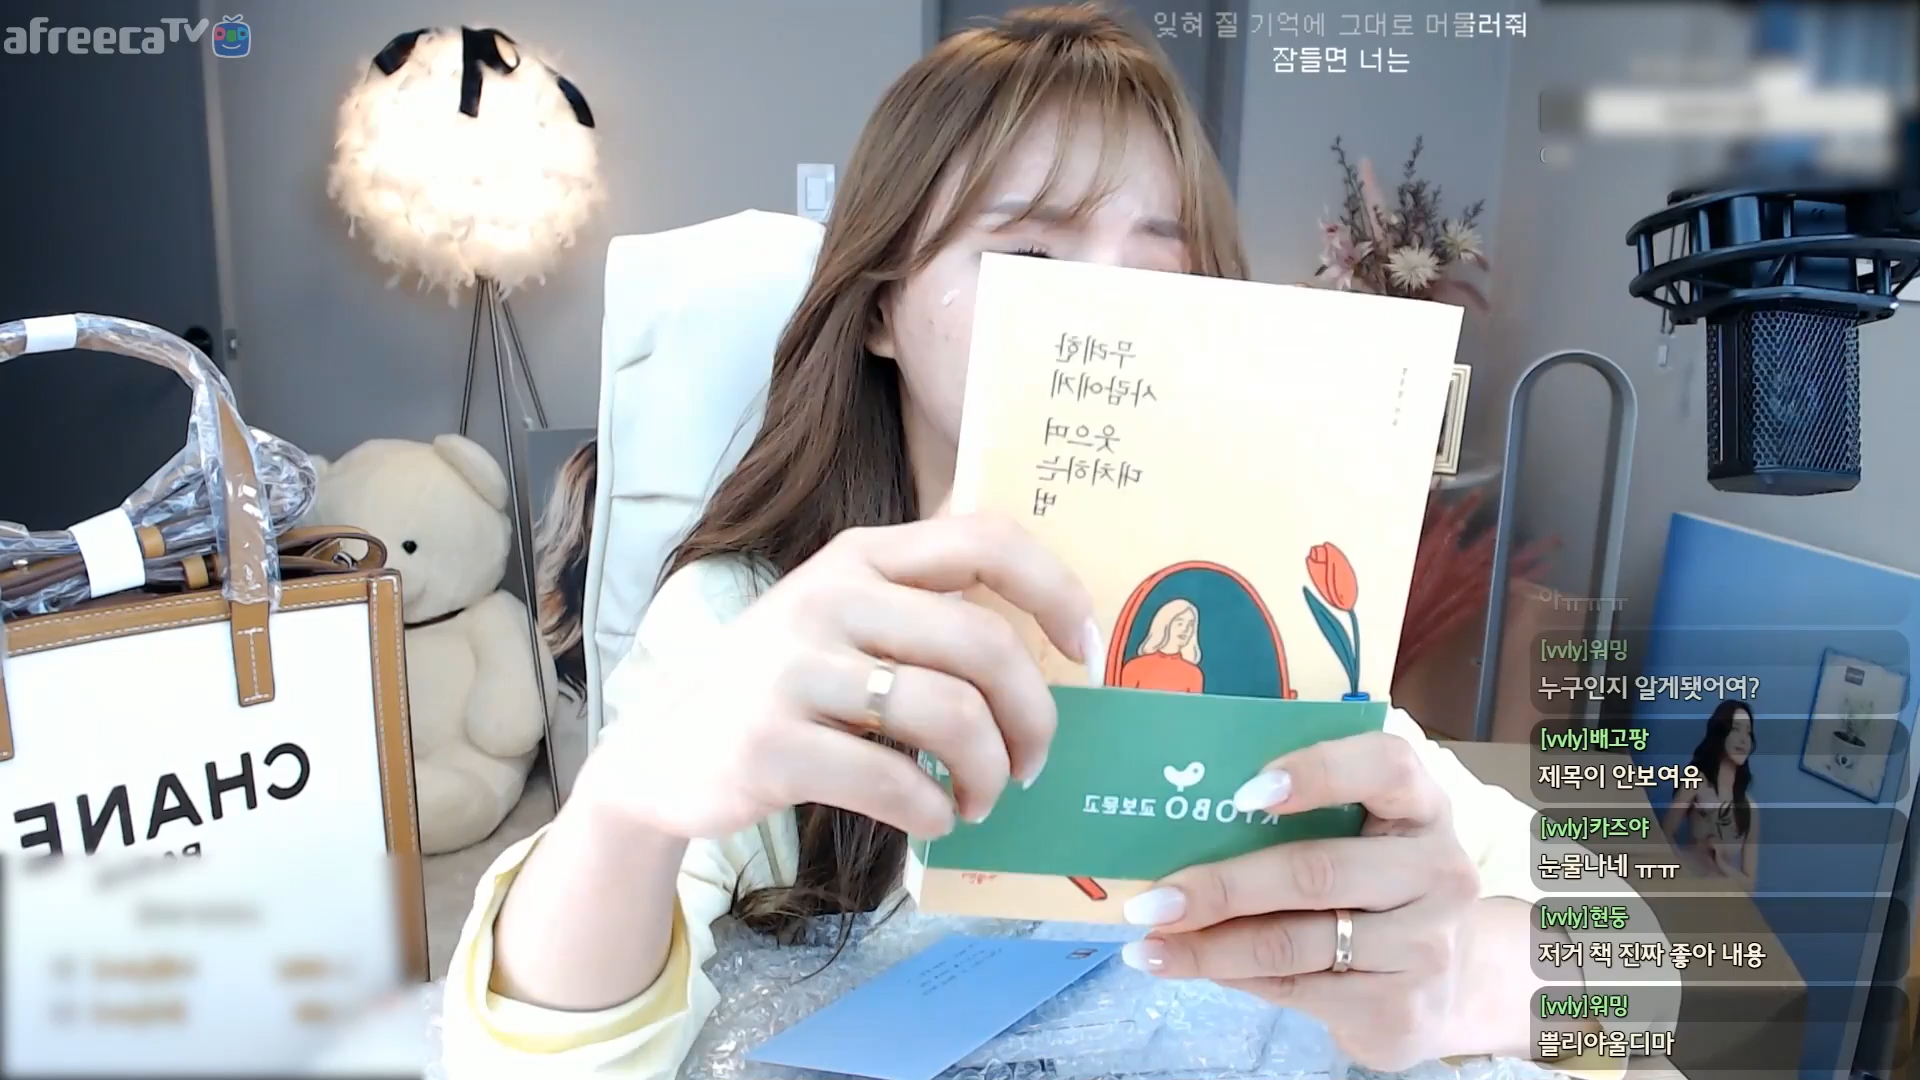 afreecaTV
잊혀 질 기억에 그대로 머물러줘
잠들면 너는
무례한
사람에게
웃으며
대처하는
법
KYOBO 교보문고
CHANE
아ㅠㅠㅠ
[vvly]워밍
누구인지 알게됐어여?
[vvly]배고팡
제목이 안보여유
[vvly]카즈야
눈물나네 ㅠㅠ
[vvly]현둥
저거 책 진짜 좋아 내용
[vvly]워밍
쁠리야울디마